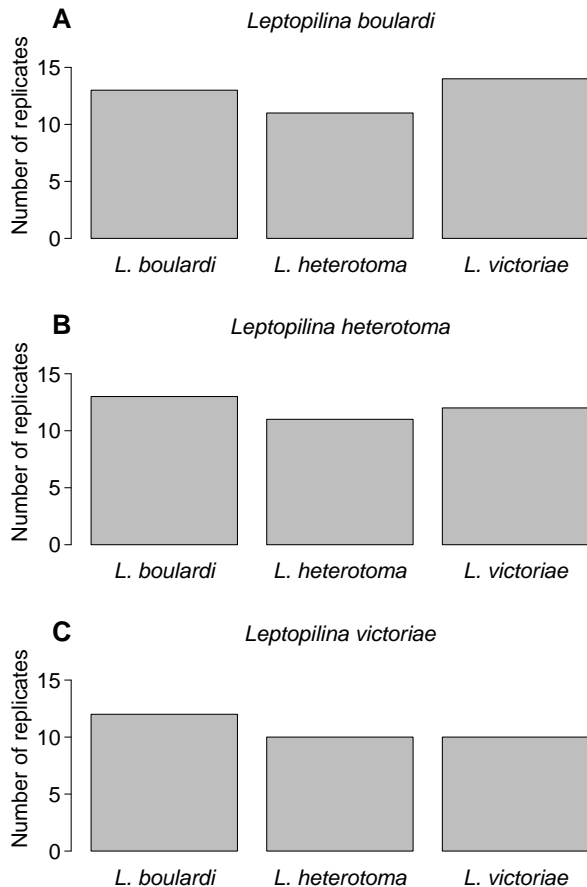 A
Leptopilina boulardi
Number of replicates
15
10
5
0
L. boulardi L. heterotoma L. victoriae
B
Leptopilina heterotoma
Number of replicates
15
10
5
0
L. boulardi L. heterotoma L. victoriae
C
Leptopilina victoriae
Number of replicates
15
10
5
0
L. boulardi L. heterotoma L. victoriae